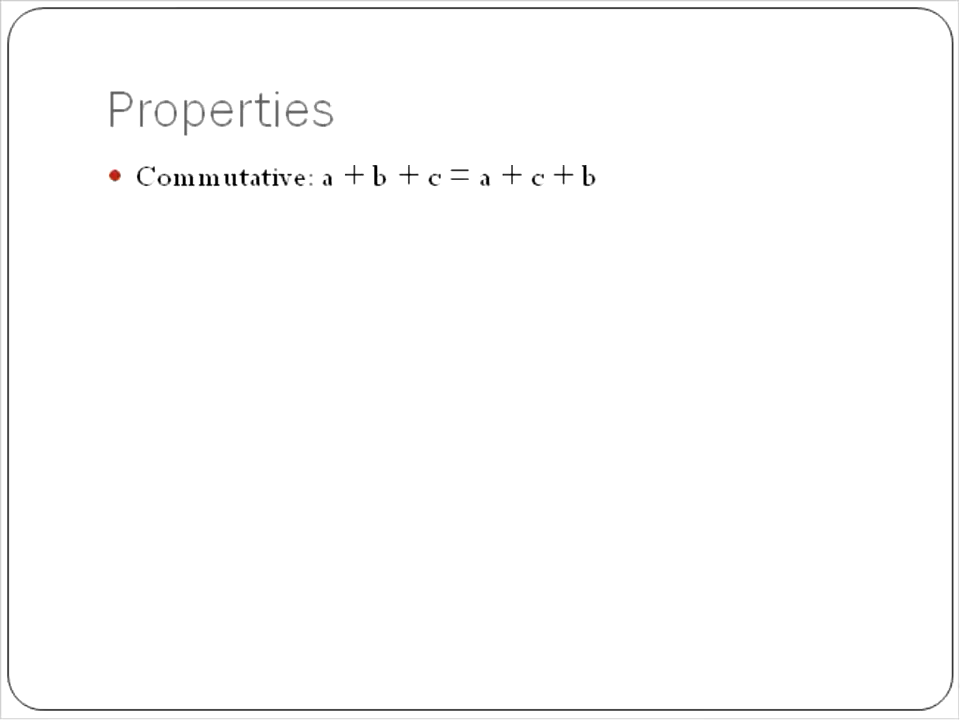 Properties
Commutative: a + b + c = a + c + b